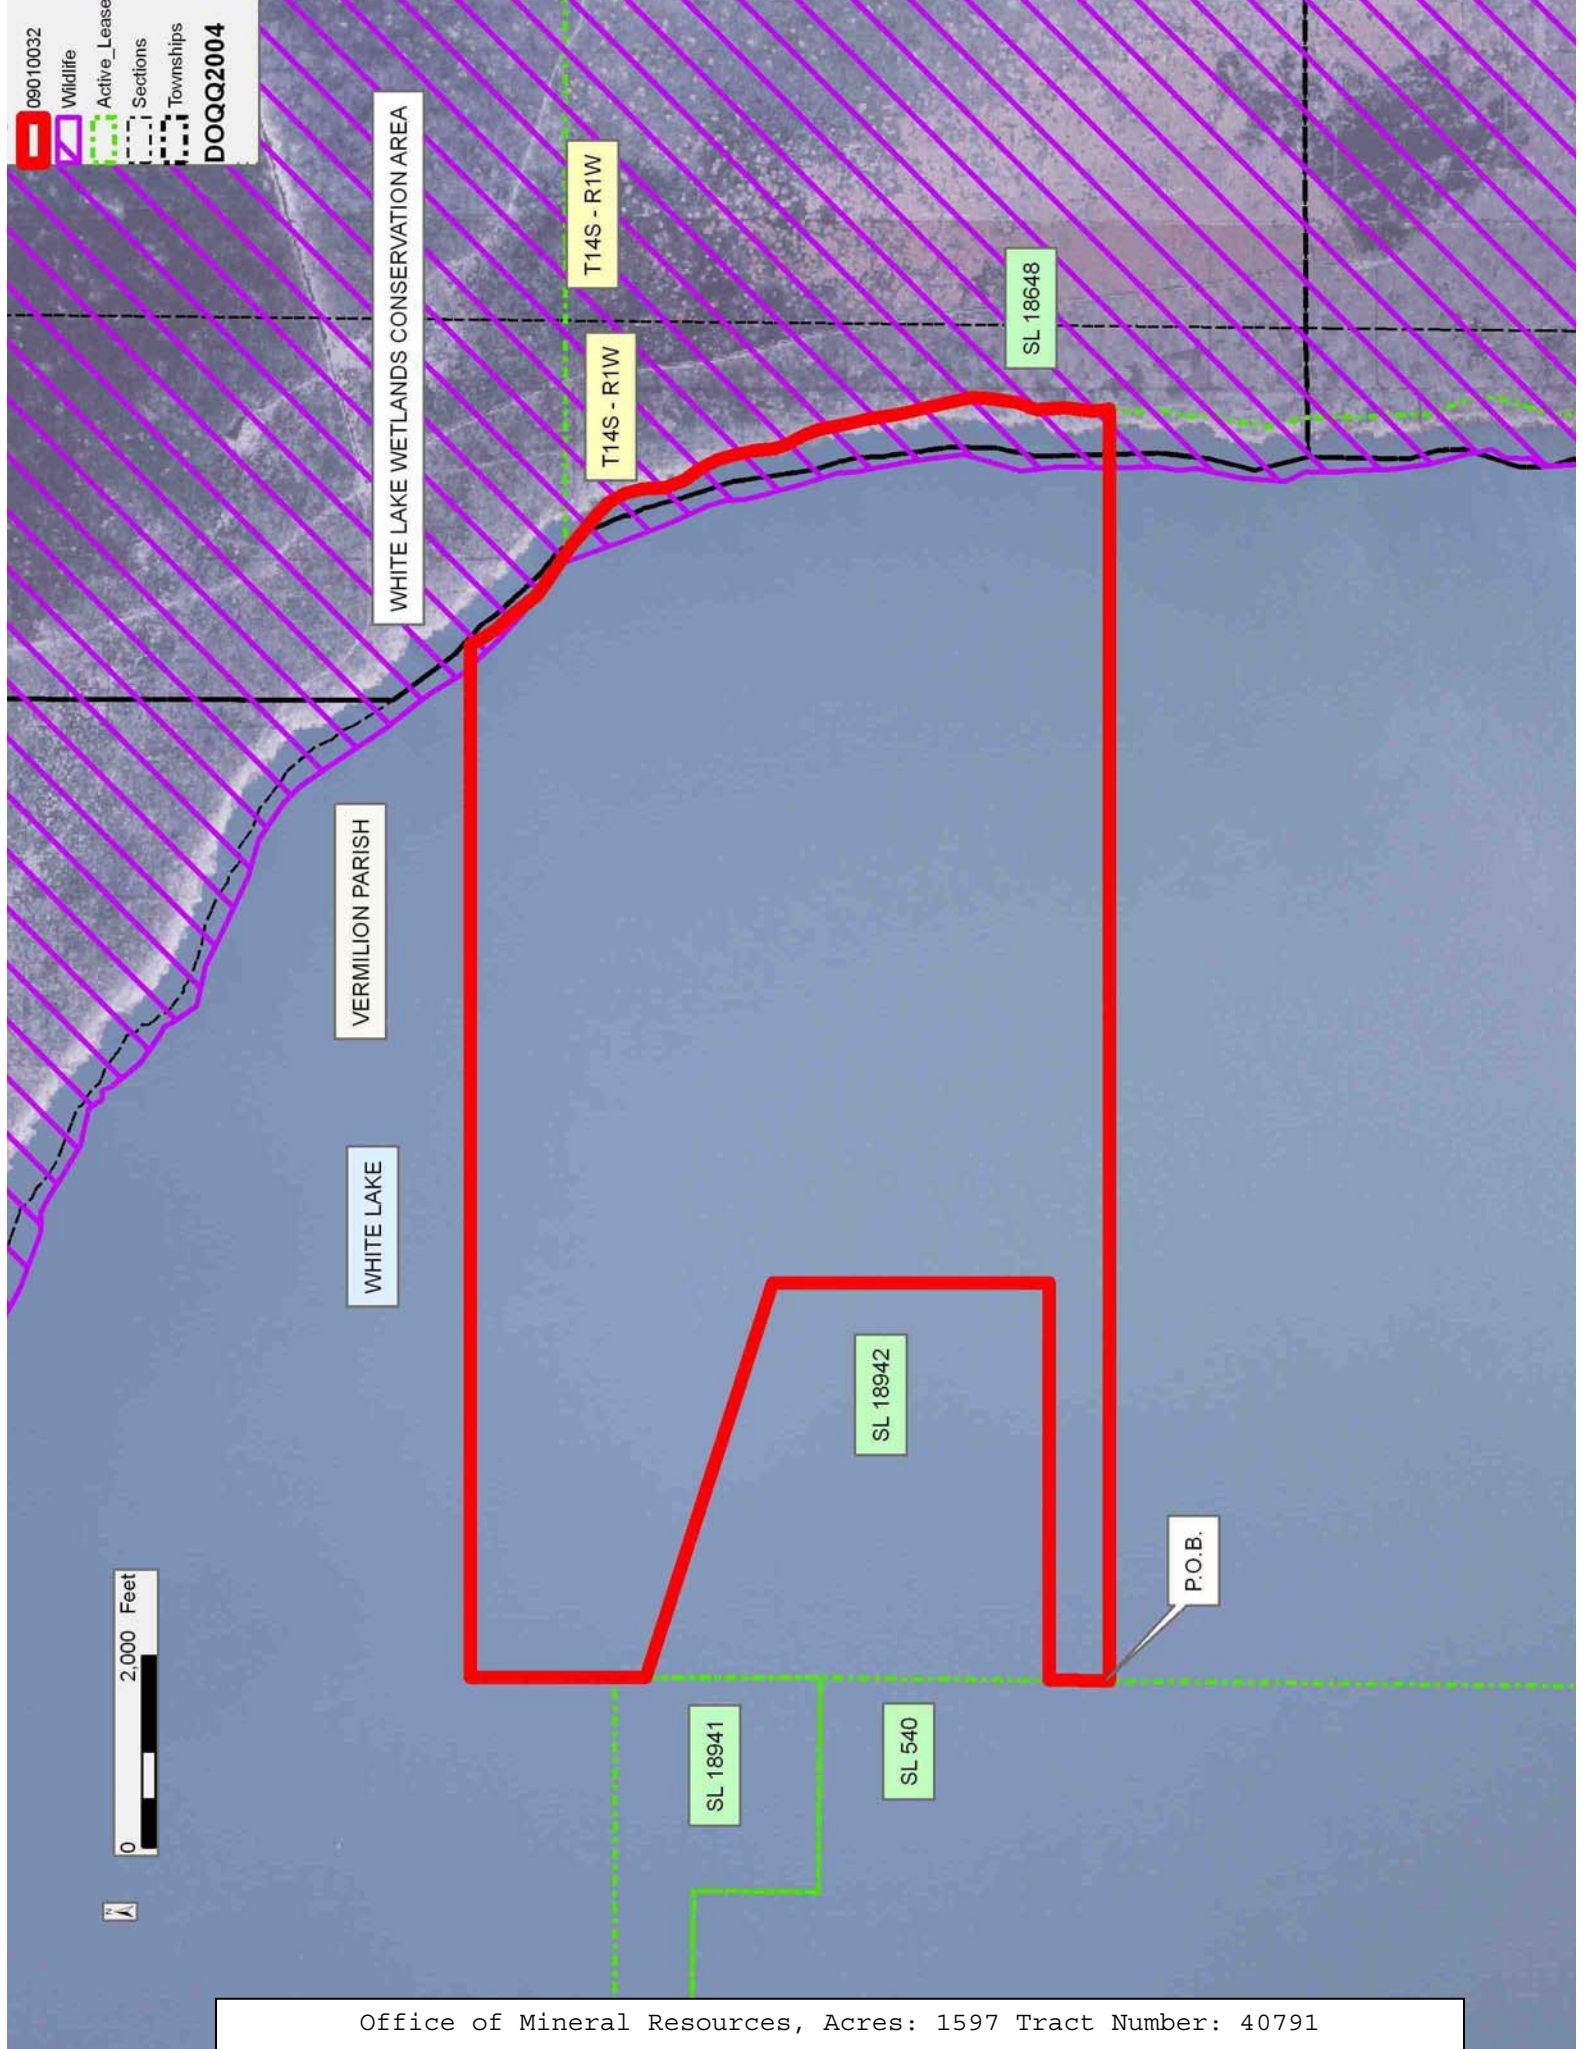 09010032
Wildlife
Active_Lease
Sections
Townships
DOQQ2004
0 2,000 Feet
N
WHITE LAKE WETLANDS CONSERVATION AREA
VERMILION PARISH
WHITE LAKE
T14S - R1W
T14S - R1W
SL 18648
SL 18942
SL 18941
SL 540
P.O.B.
Office of Mineral Resources, Acres: 1597 Tract Number: 40791